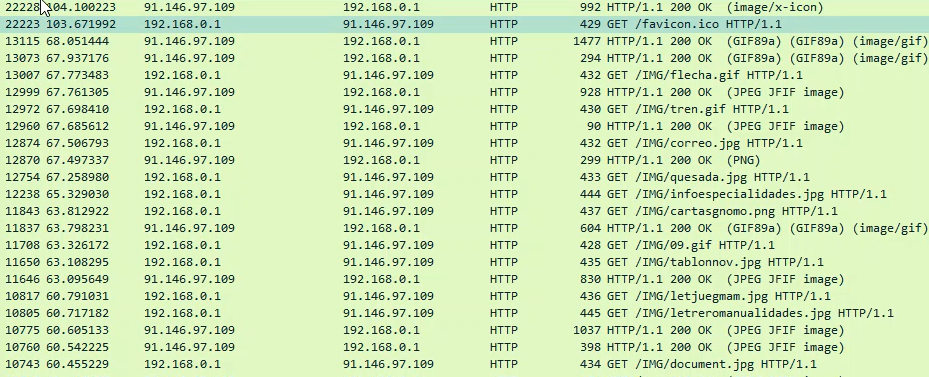 22228 104.100223 91.146.97.109 192.168.0.1 HTTP 992 HTTP/1.1 200 OK (image/x-icon)
22223 103.671992 192.168.0.1 91.146.97.109 HTTP 429 GET /favicon.ico HTTP/1.1
13115 68.051444 91.146.97.109 192.168.0.1 HTTP 1477 HTTP/1.1 200 OK (GIF89a) (GIF89a) (image/gif)
13073 67.937176 91.146.97.109 192.168.0.1 HTTP 294 HTTP/1.1 200 OK (GIF89a) (GIF89a) (image/gif)
13007 67.773483 192.168.0.1 91.146.97.109 HTTP 432 GET /IMG/flecha.gif HTTP/1.1
12999 67.761305 91.146.97.109 192.168.0.1 HTTP 928 HTTP/1.1 200 OK (JPEG JFIF image)
12972 67.698410 192.168.0.1 91.146.97.109 HTTP 430 GET /IMG/tren.gif HTTP/1.1
12960 67.685612 91.146.97.109 192.168.0.1 HTTP 90 HTTP/1.1 200 OK (JPEG JFIF image)
12874 67.506793 192.168.0.1 91.146.97.109 HTTP 432 GET /IMG/correo.jpg HTTP/1.1
12870 67.497337 91.146.97.109 192.168.0.1 HTTP 299 HTTP/1.1 200 OK (PNG)
12754 67.258980 192.168.0.1 91.146.97.109 HTTP 433 GET /IMG/quesada.jpg HTTP/1.1
12238 65.329030 192.168.0.1 91.146.97.109 HTTP 444 GET /IMG/infoespecialidades.jpg HTTP/1.1
11843 63.812922 192.168.0.1 91.146.97.109 HTTP 437 GET /IMG/cartasgnomo.png HTTP/1.1
11837 63.798231 91.146.97.109 192.168.0.1 HTTP 604 HTTP/1.1 200 OK (GIF89a) (GIF89a) (image/gif)
11708 63.326172 192.168.0.1 91.146.97.109 HTTP 428 GET /IMG/09.gif HTTP/1.1
11650 63.108295 192.168.0.1 91.146.97.109 HTTP 435 GET /IMG/tablonnov.jpg HTTP/1.1
11646 63.095649 91.146.97.109 192.168.0.1 HTTP 830 HTTP/1.1 200 OK (JPEG JFIF image)
10817 60.791031 192.168.0.1 91.146.97.109 HTTP 436 GET /IMG/letjuegmam.jpg HTTP/1.1
10805 60.717182 192.168.0.1 91.146.97.109 HTTP 445 GET /IMG/letreromanualidades.jpg HTTP/1.1
10775 60.605133 91.146.97.109 192.168.0.1 HTTP 1037 HTTP/1.1 200 OK (JPEG JFIF image)
10760 60.542225 91.146.97.109 192.168.0.1 HTTP 398 HTTP/1.1 200 OK (JPEG JFIF image)
10743 60.455229 192.168.0.1 91.146.97.109 HTTP 434 GET /IMG/document.jpg HTTP/1.1